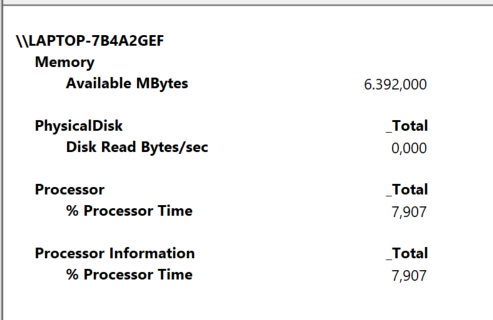 \\LAPTOP-7B4A2GEF
Memory
Available MBytes 6.392,000
PhysicalDisk _Total
Disk Read Bytes/sec 0,000
Processor _Total
% Processor Time 7,907
Processor Information _Total
% Processor Time 7,907